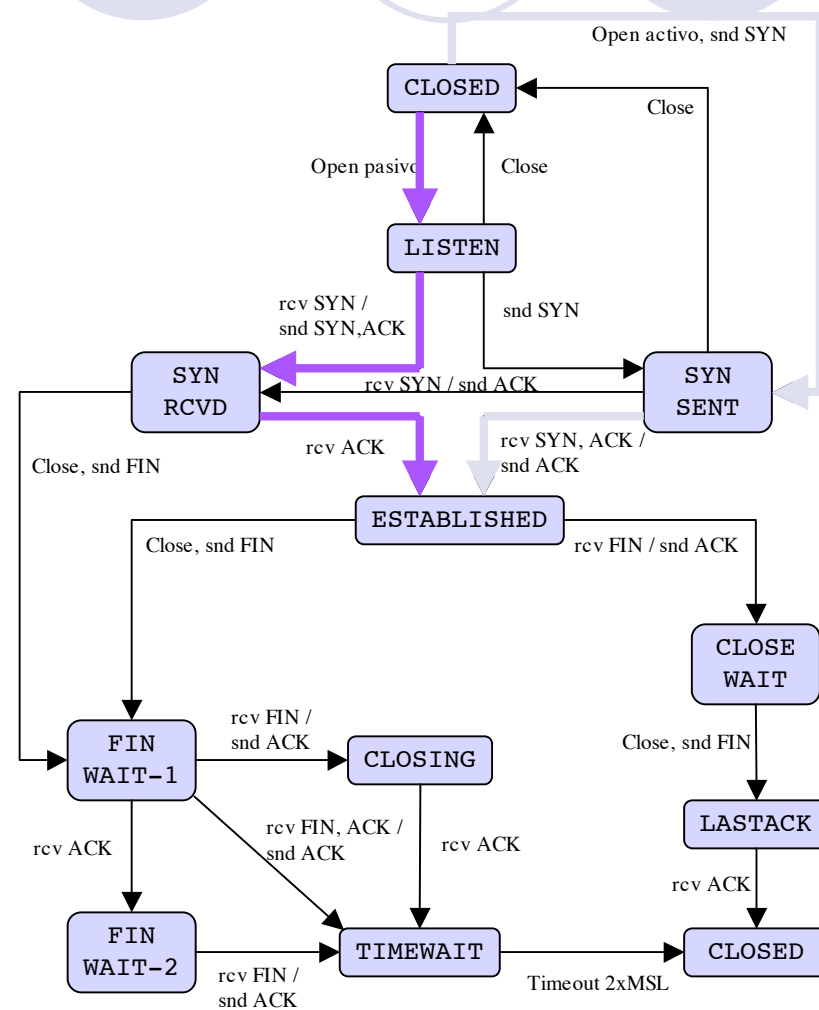 Open activo, snd SYN
CLOSED
Close
Open pasivo
Close
LISTEN
rcv SYN /
snd SYN,ACK
snd SYN
SYN
RCVD
rcv SYN / snd ACK
SYN
SENT
rcv ACK
rcv SYN, ACK /
snd ACK
Close, snd FIN
ESTABLISHED
Close, snd FIN
rcv FIN / snd ACK
CLOSE
WAIT
rcv FIN /
snd ACK
FIN
WAIT-1
CLOSING
Close, snd FIN
rcv FIN, ACK /
snd ACK
rcv ACK
rcv ACK
LASTACK
rcv ACK
FIN
WAIT-2
rcv FIN /
snd ACK
TIMEWAIT
Timeout 2xMSL
CLOSED